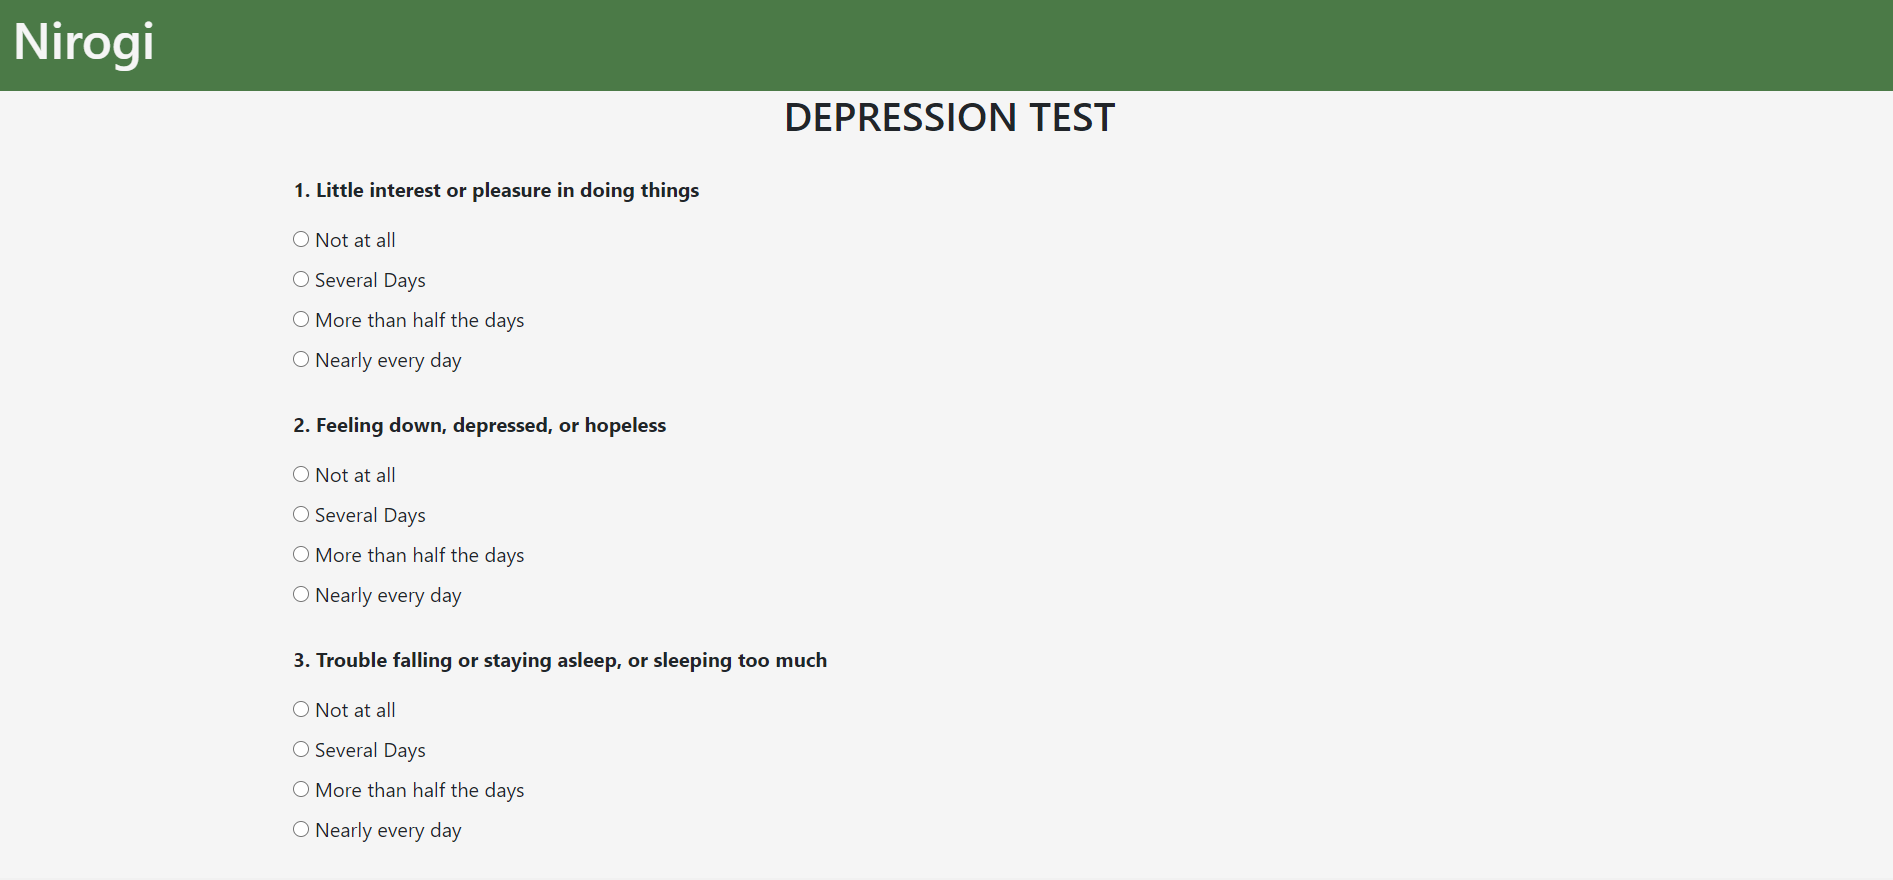 Nirogi
DEPRESSION TEST
1. Little interest or pleasure in doing things
Not at all
Several Days
More than half the days
Nearly every day
2. Feeling down, depressed, or hopeless
Not at all
Several Days
More than half the days
Nearly every day
3. Trouble falling or staying asleep, or sleeping too much
Not at all
Several Days
More than half the days
Nearly every day